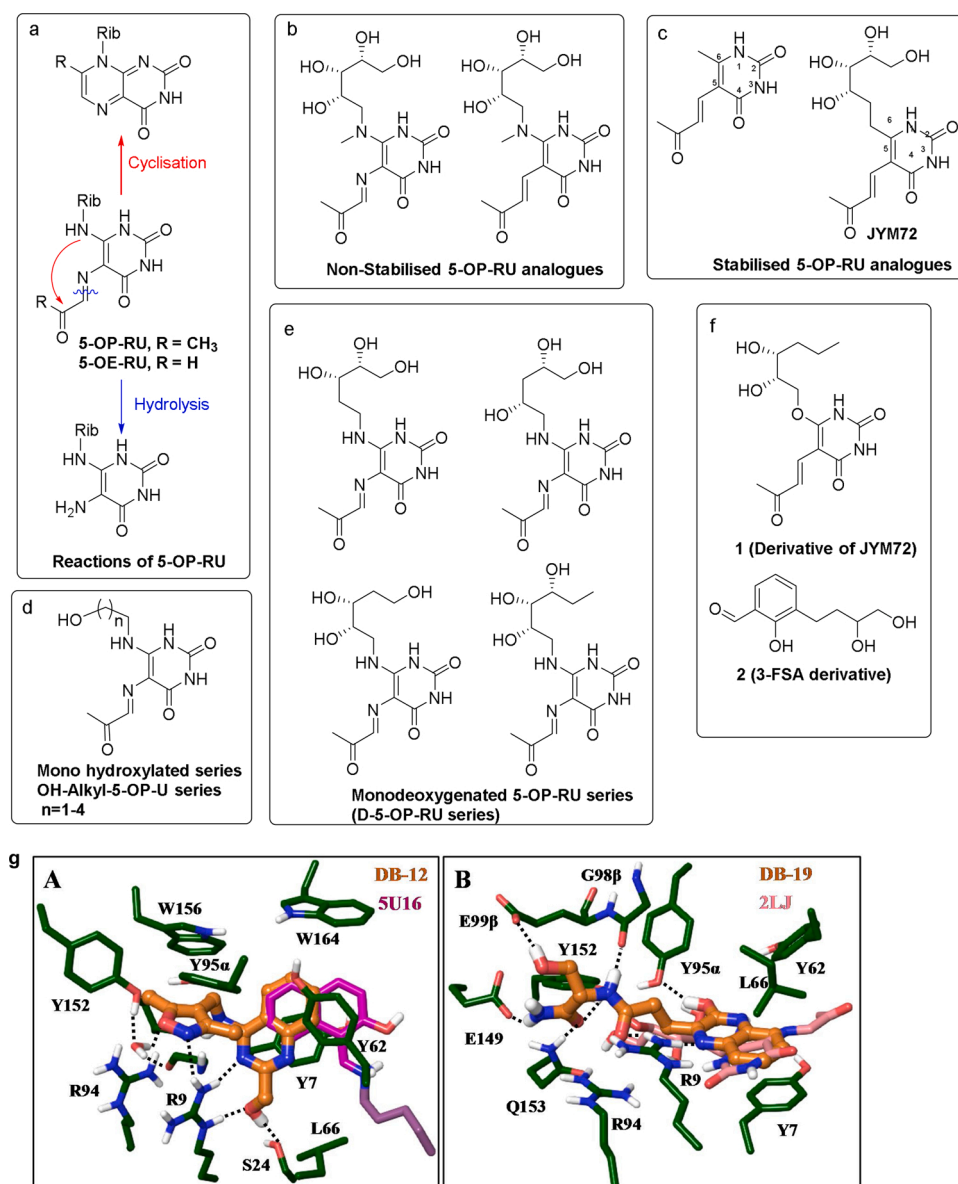 a
Rib
R
N
N
N
O
NH
O
Cyclisation
Rib
HN
H
N
O
NH
N
O
R
O
5-OP-RU, R = CH3
5-OE-RU, R = H
Hydrolysis
Rib
HN
H
N
O
NH
H2N
O
Reactions of 5-OP-RU
b
OH
HO
OH
HO
N
H
N
O
NH
N
O
O
OH
HO
OH
HO
N
H
N
O
NH
O
O
Non-Stabilised 5-OP-RU analogues
c
6
H
N
1
2
O
5
N3
NH
4
O
O
OH
HO
OH
HO
6
H
N
2
O
5
3
NH
4
O
O
JYM72
Stabilised 5-OP-RU analogues
d
HO
n
HN
H
N
O
NH
N
O
O
Mono hydroxylated series
OH-Alkyl-5-OP-U series
n=1-4
e
OH
HO
OH
HN
H
N
O
NH
N
O
O
OH
OH
HO
HN
H
N
O
NH
N
O
O
HO
OH
HO
HN
H
N
O
NH
N
O
O
OH
HO
HO
HN
H
N
O
NH
N
O
O
Monodeoxygenated 5-OP-RU series
(D-5-OP-RU series)
f
HO
HO
O
H
N
O
NH
O
O
1 (Derivative of JYM72)
O
OH
OH
OH
2 (3-FSA derivative)
g
A
DB-12
5U16
W156
W164
Y95α
Y152
Y62
R94
R9
Y7
L66
S24
B
G98β
DB-19
2LJ
E99β
Y152
Y95α
Y62
L66
E149
R9
Q153
R94
Y7